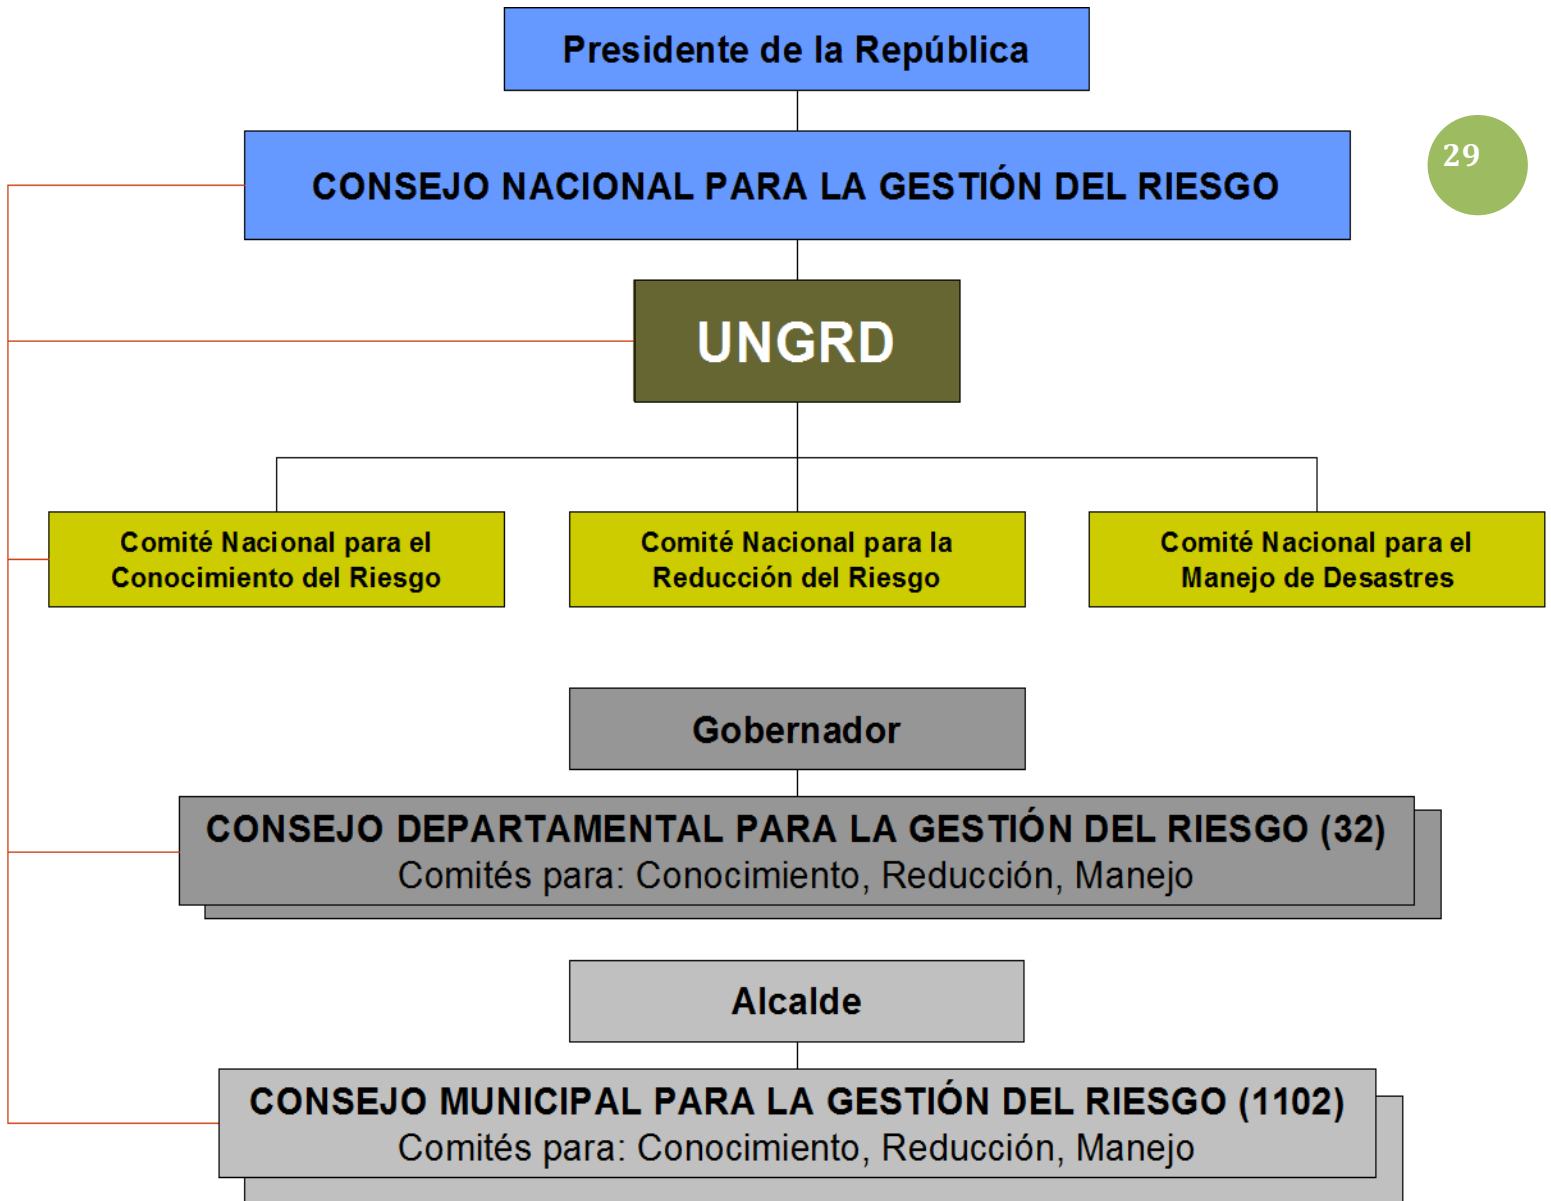 Presidente de la República
29
CONSEJO NACIONAL PARA LA GESTIÓN DEL RIESGO
UNGRD
Comité Nacional para el
Conocimiento del Riesgo
Comité Nacional para la
Reducción del Riesgo
Comité Nacional para el
Manejo de Desastres
Gobernador
CONSEJO DEPARTAMENTAL PARA LA GESTIÓN DEL RIESGO (32)
Comités para: Conocimiento, Reducción, Manejo
Alcalde
CONSEJO MUNICIPAL PARA LA GESTIÓN DEL RIESGO (1102)
Comités para: Conocimiento, Reducción, Manejo